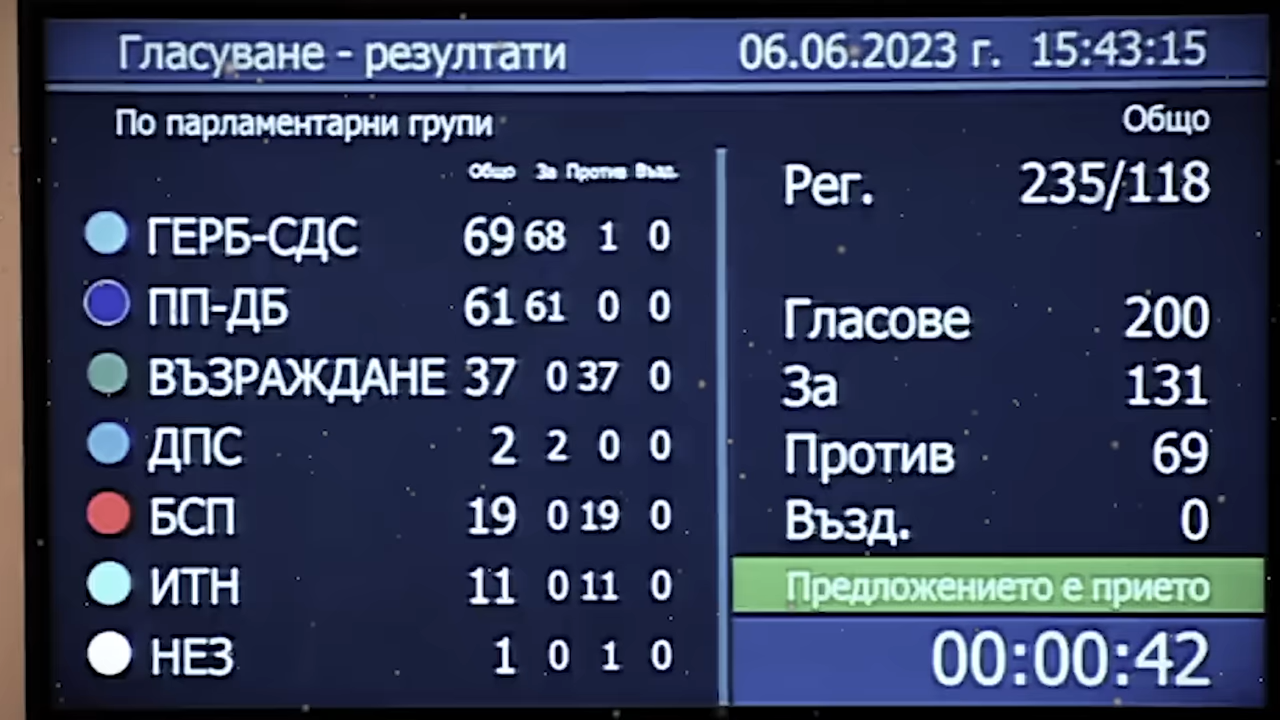 Гласуване - резултати 06.06.2023 г. 15:43:15
По парламентарни групи
Общо За Против Възд.
ГЕРБ-СДС 69 68 1 0
ПП-ДБ 61 61 0 0
ВЪЗРАЖДАНЕ 37 0 37 0
ДПС 2 2 0 0
БСП 19 0 19 0
ИТН 11 0 11 0
НЕЗ 1 0 1 0
Общо
Рег. 235/118
Гласове 200
За 131
Против 69
Възд. 0
Предложението е прието
00:00:42